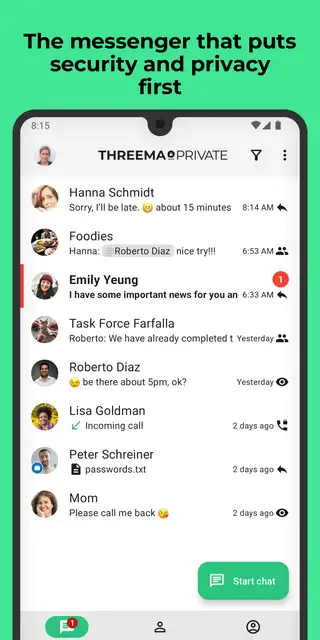 The messenger that puts
security and privacy
first
8:15
THREEMA PRIVATE
Hanna Schmidt
Sorry, I'll be late. 😄 about 15 minutes 8:14 AM
Foodies
Hanna: @Roberto Diaz nice try!!! 6:53 AM
Emily Yeung 1
I have some important news for you an 6:33 AM
Task Force Farfalla
Roberto: We have already completed t Yesterday
Roberto Diaz
😉 be there about 5pm, ok? Yesterday
Lisa Goldman
Incoming call 2 days ago
Peter Schreiner
passwords.txt 2 days ago
Mom
Please call me back 😘 2 days ago
Start chat
1